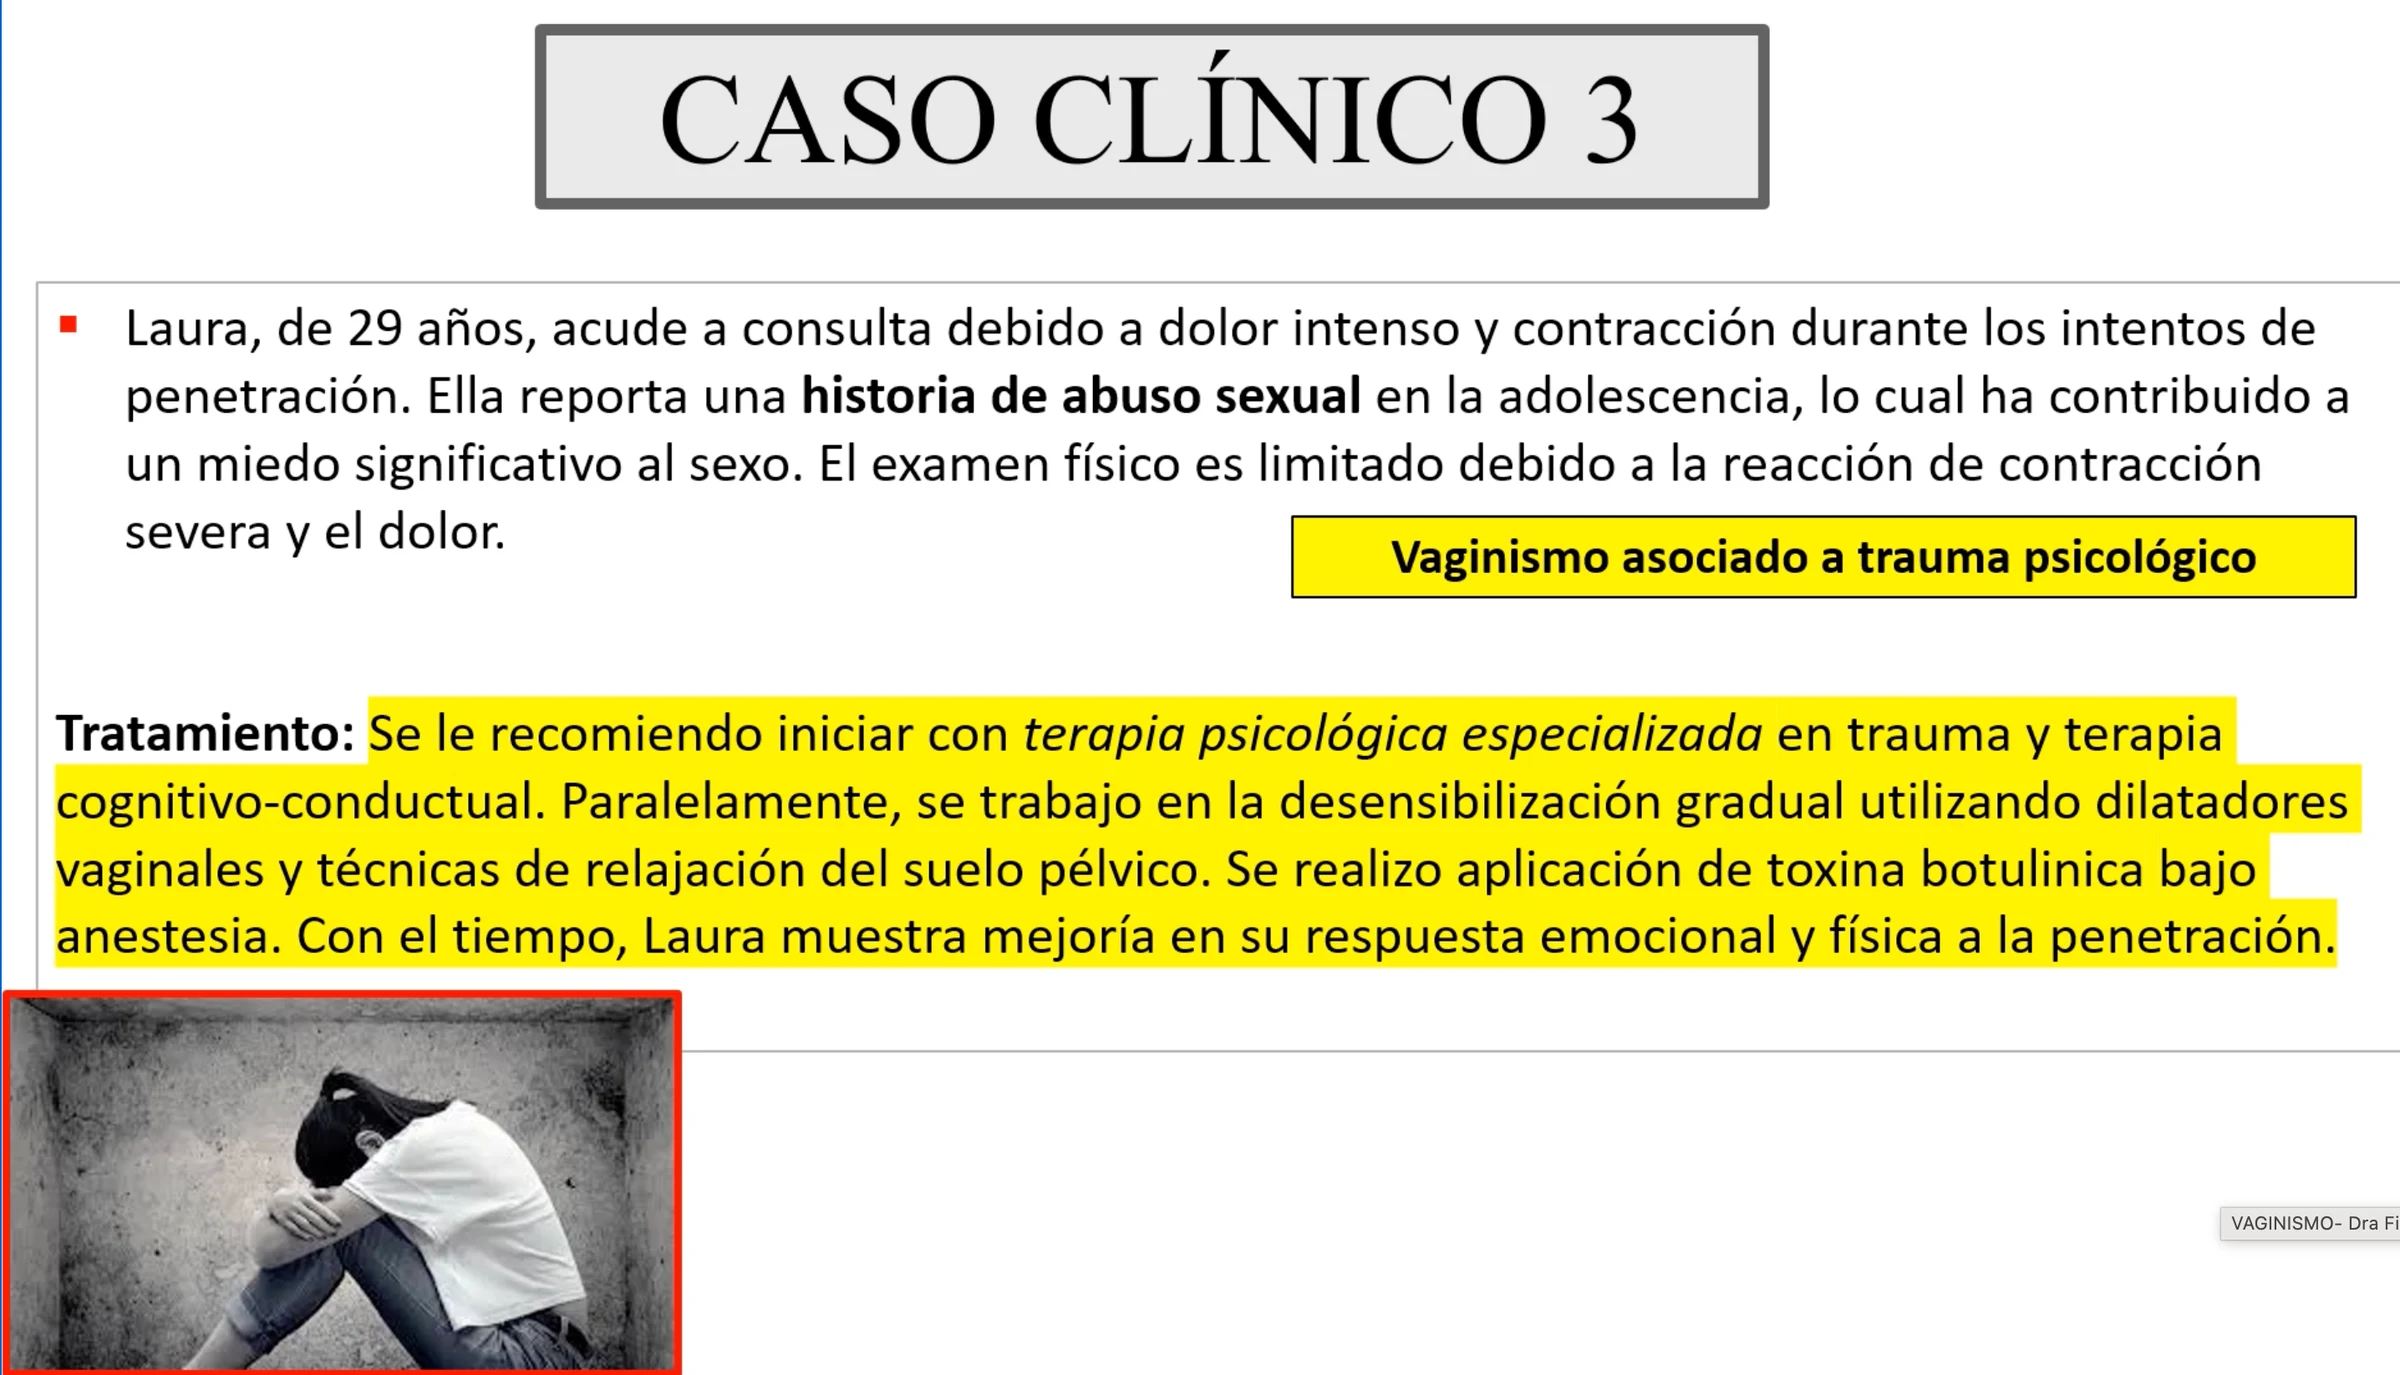 CASO CLÍNICO 3
Laura, de 29 años, acude a consulta debido a dolor intenso y contracción durante los intentos de
penetración. Ella reporta una historia de abuso sexual en la adolescencia, lo cual ha contribuido a
un miedo significativo al sexo. El examen físico es limitado debido a la reacción de contracción
severa y el dolor.
Vaginismo asociado a trauma psicológico
Tratamiento: Se le recomiendo iniciar con terapia psicológica especializada en trauma y terapia
cognitivo-conductual. Paralelamente, se trabajo en la desensibilización gradual utilizando dilatadores
vaginales y técnicas de relajación del suelo pélvico. Se realizo aplicación de toxina botulinica bajo
anestesia. Con el tiempo, Laura muestra mejoría en su respuesta emocional y física a la penetración.
VAGINISMO- Dra